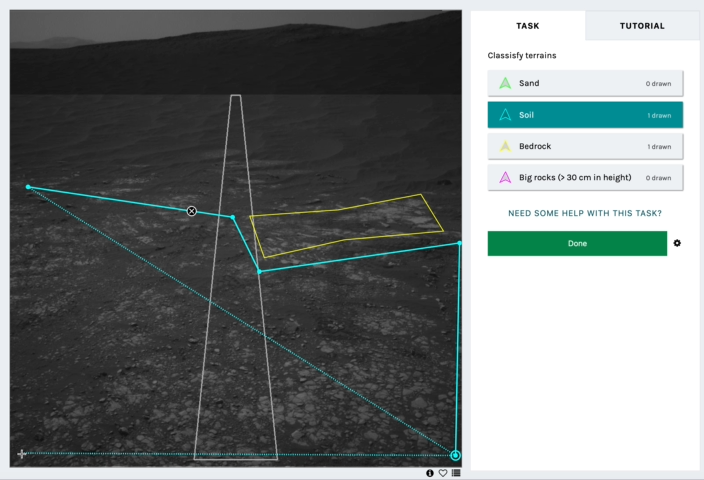 TASK
TUTORIAL
Classisfy terrains
Sand 0 drawn
Soil 1 drawn
Bedrock 1 drawn
Big rocks (> 30 cm in height) 0 drawn
NEED SOME HELP WITH THIS TASK?
Done